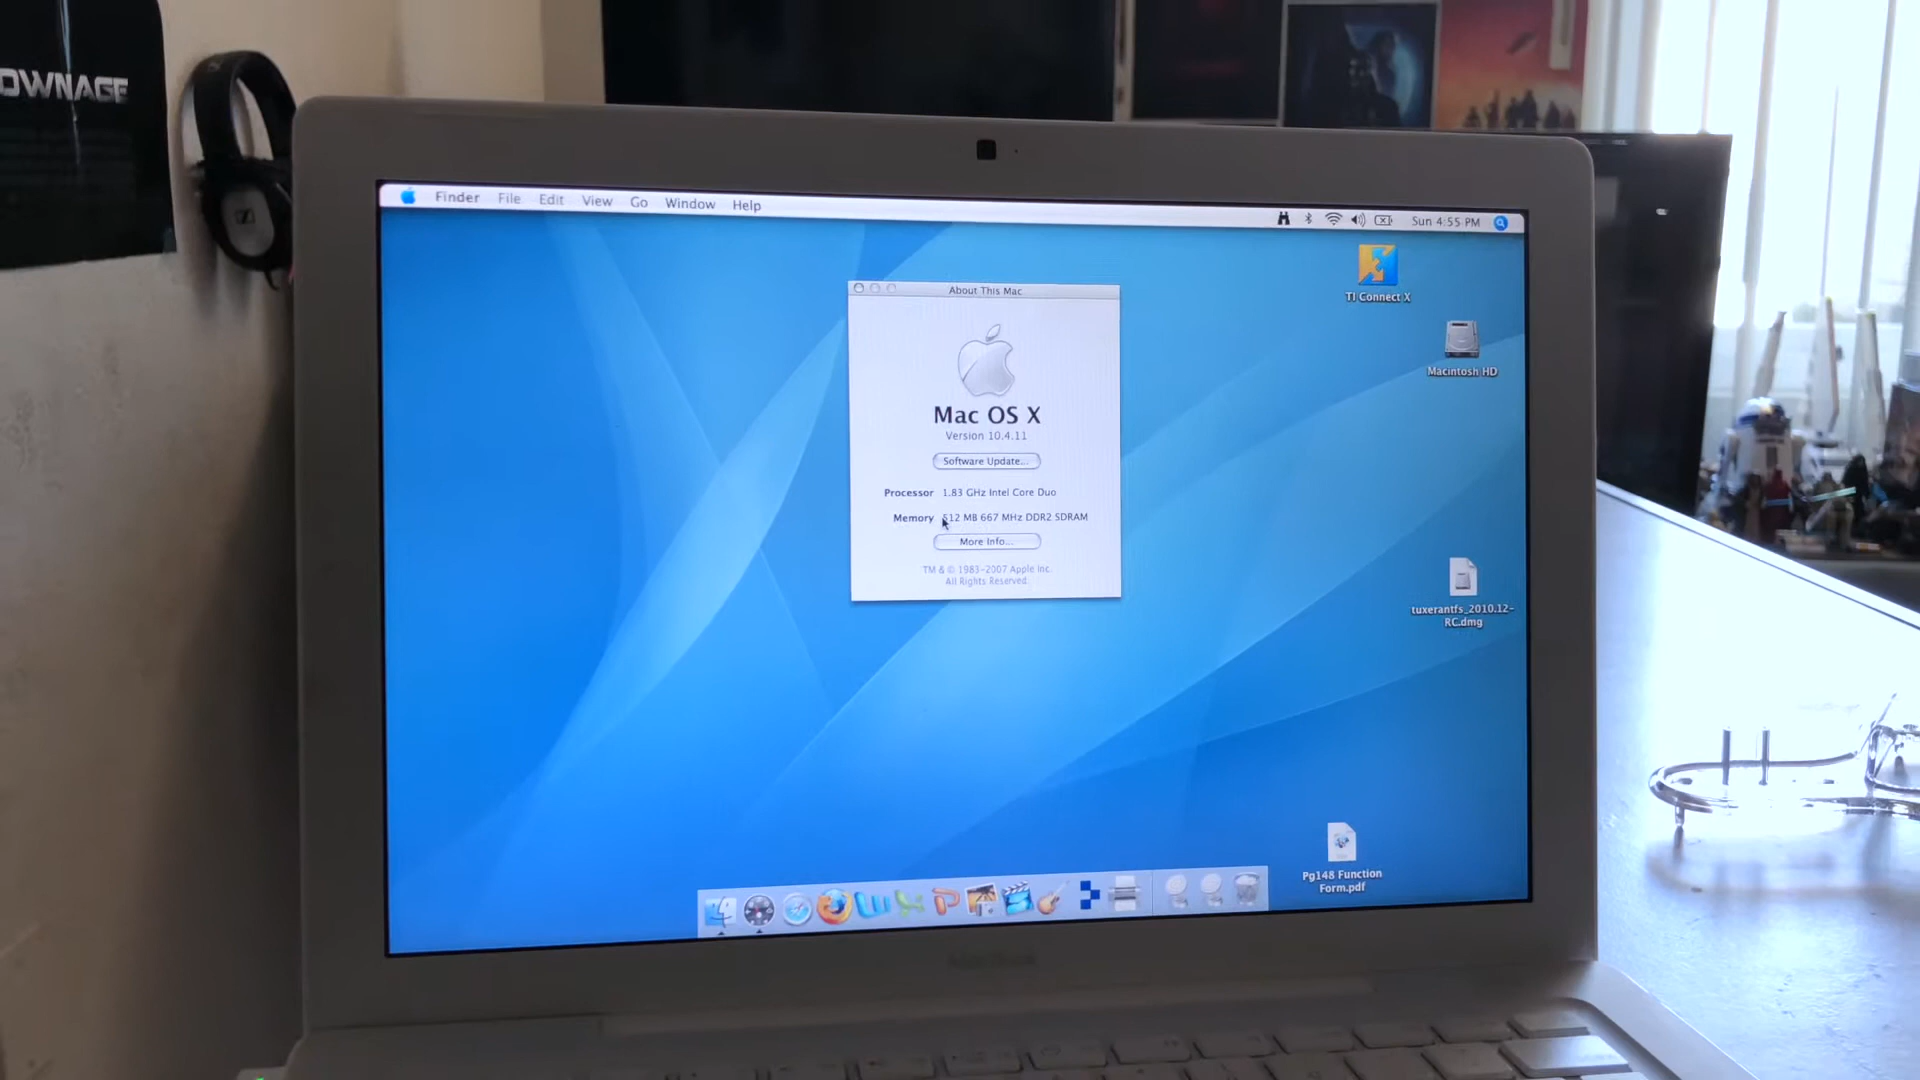 OWNAGE
Finder File Edit View Go Window Help
Sun 4:55 PM
TI Connect X
Macintosh HD
About This Mac
Mac OS X
Version 10.4.11
Software Update...
Processor 1.83 GHz Intel Core Duo
Memory 512 MB 667 MHz DDR2 SDRAM
More Info...
TM & © 1983-2007 Apple Inc.
All Rights Reserved.
tuxerantfs_2010.12-
RC.dmg
Pg148 Function
Form.pdf
MacBook